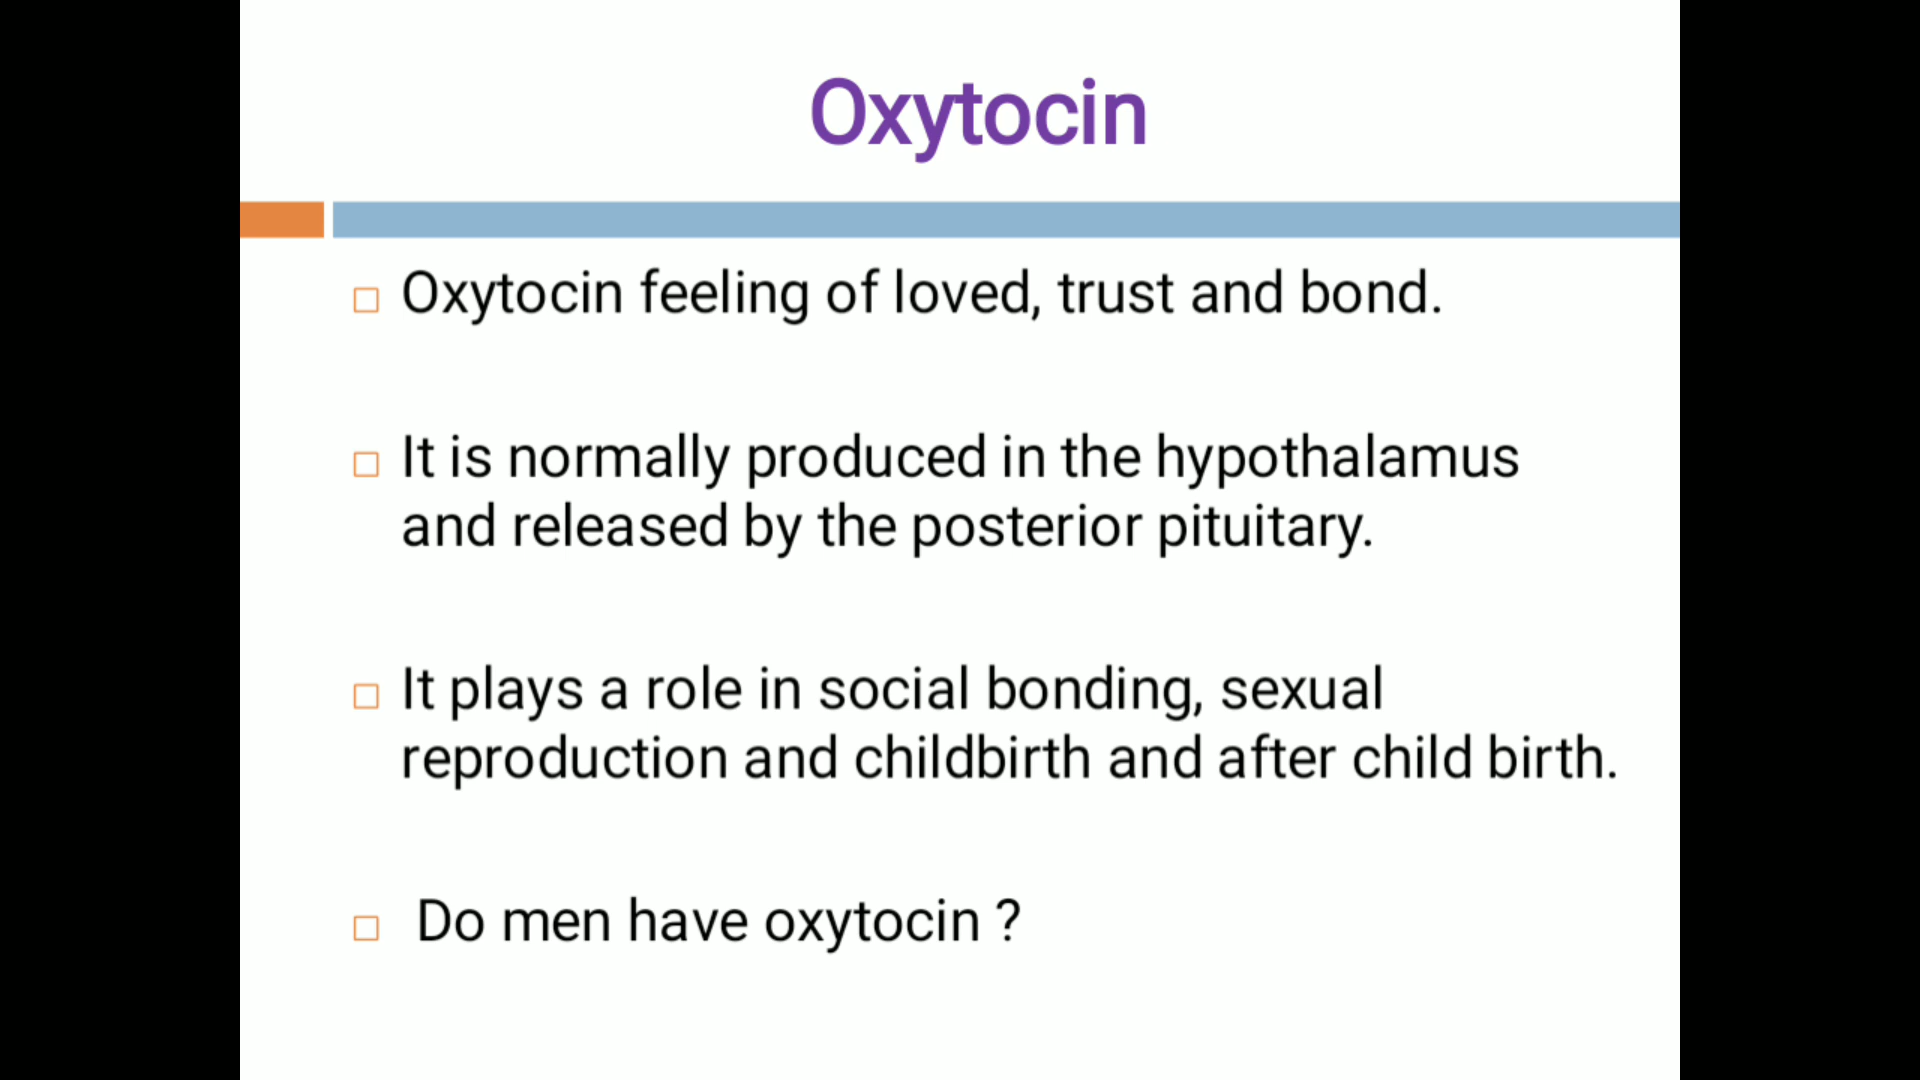 Oxytocin
Oxytocin feeling of loved, trust and bond.
It is normally produced in the hypothalamus
and released by the posterior pituitary.
It plays a role in social bonding, sexual
reproduction and childbirth and after child birth.
Do men have oxytocin ?